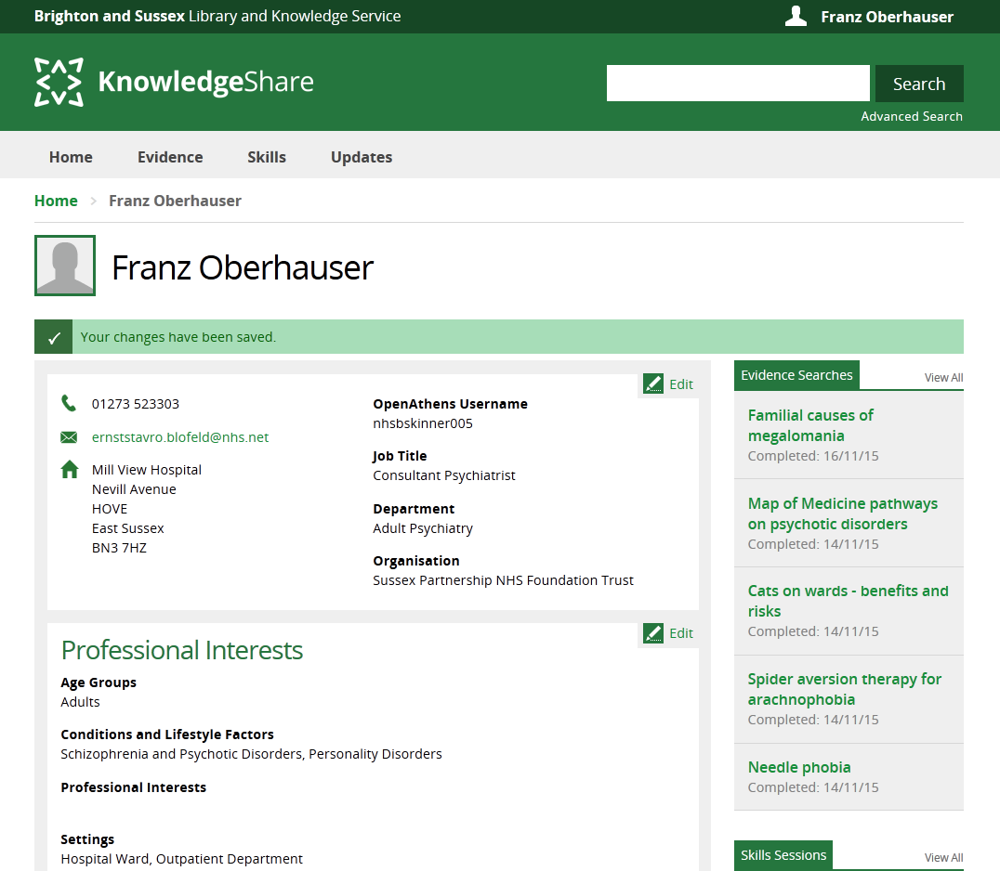 Brighton and Sussex Library and Knowledge Service
Franz Oberhauser
KnowledgeShare
Search
Advanced Search
Home
Evidence
Skills
Updates
Home > Franz Oberhauser
Franz Oberhauser
Your changes have been saved.
Edit
01273 523303
ernststavro.blofeld@nhs.net
Mill View Hospital
Nevill Avenue
HOVE
East Sussex
BN3 7HZ
OpenAthens Username
nhsbskinner005
Job Title
Consultant Psychiatrist
Department
Adult Psychiatry
Organisation
Sussex Partnership NHS Foundation Trust
Edit
Professional Interests
Age Groups
Adults
Conditions and Lifestyle Factors
Schizophrenia and Psychotic Disorders, Personality Disorders
Professional Interests
Settings
Hospital Ward, Outpatient Department
Evidence Searches
View All
Familial causes of
megalomania
Completed: 16/11/15
Map of Medicine pathways
on psychotic disorders
Completed: 14/11/15
Cats on wards - benefits and
risks
Completed: 14/11/15
Spider aversion therapy for
arachnophobia
Completed: 14/11/15
Needle phobia
Completed: 14/11/15
Skills Sessions
View All